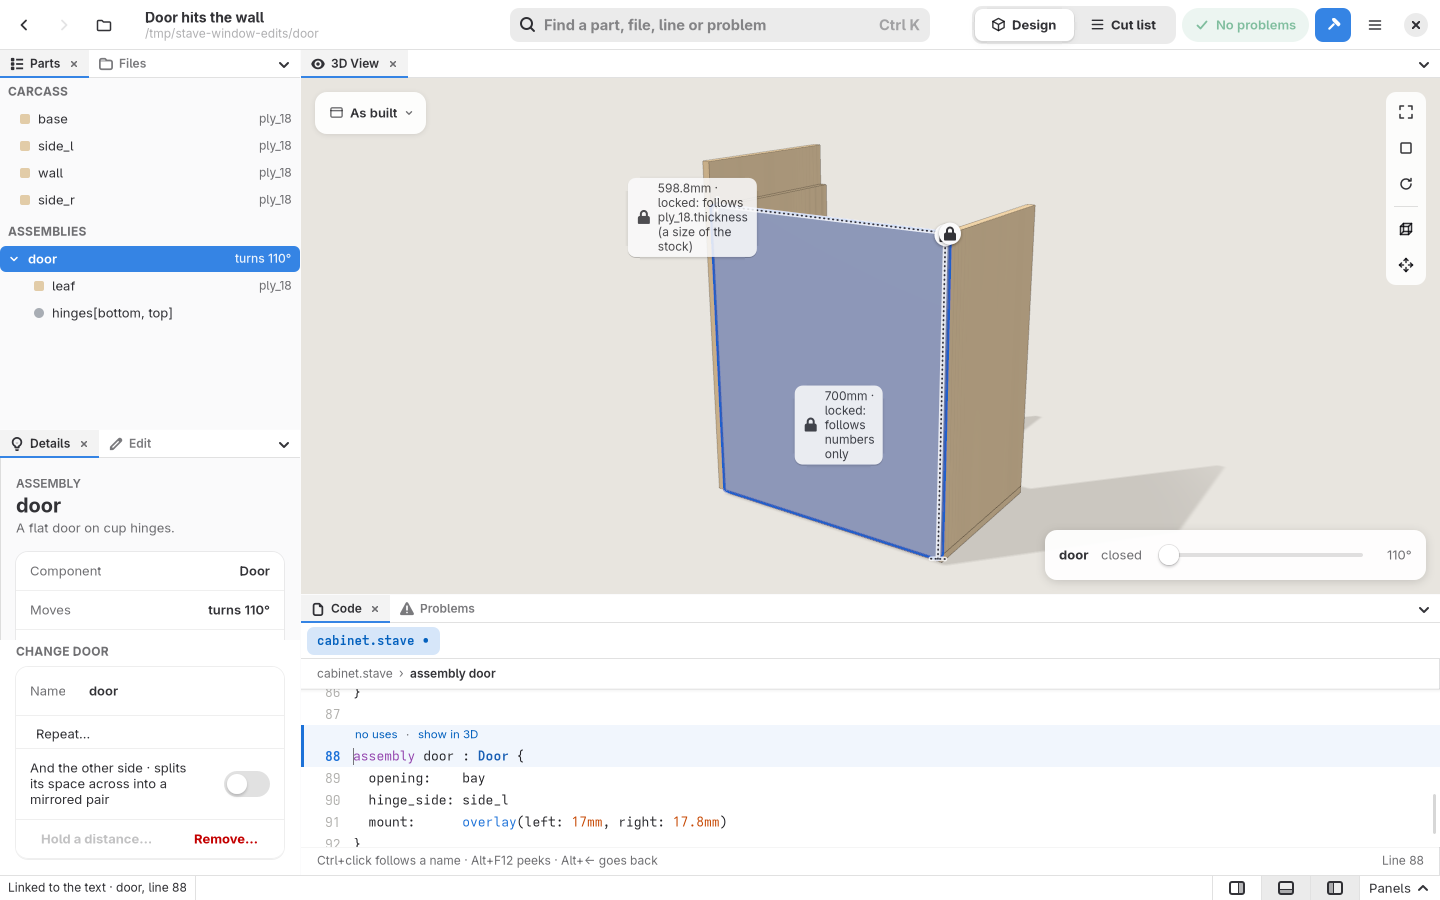 Door hits the wall
/tmp/stave-window-edits/door
Find a part, file, line or problem
Ctrl K
Design
Cut list
No problems
Parts
Files
3D View
CARCASS
base ply_18
side_l ply_18
wall ply_18
side_r ply_18
ASSEMBLIES
door turns 110°
leaf ply_18
hinges[bottom, top]
As built
598.8mm ·
locked: follows
ply_18.thickness
(a size of the
stock)
700mm ·
locked:
follows
numbers
only
door closed 110°
Details
Edit
ASSEMBLY
door
A flat door on cup hinges.
Component Door
Moves turns 110°
CHANGE DOOR
Name door
Repeat...
And the other side · splits
its space across into a
mirrored pair
Hold a distance... Remove...
Code
Problems
cabinet.stave •
cabinet.stave › assembly door
86 }
87
no uses · show in 3D
88 assembly door : Door {
89 opening: bay
90 hinge_side: side_l
91 mount: overlay(left: 17mm, right: 17.8mm)
92 }
Ctrl+click follows a name · Alt+F12 peeks · Alt+← goes back
Line 88
Linked to the text · door, line 88
Panels